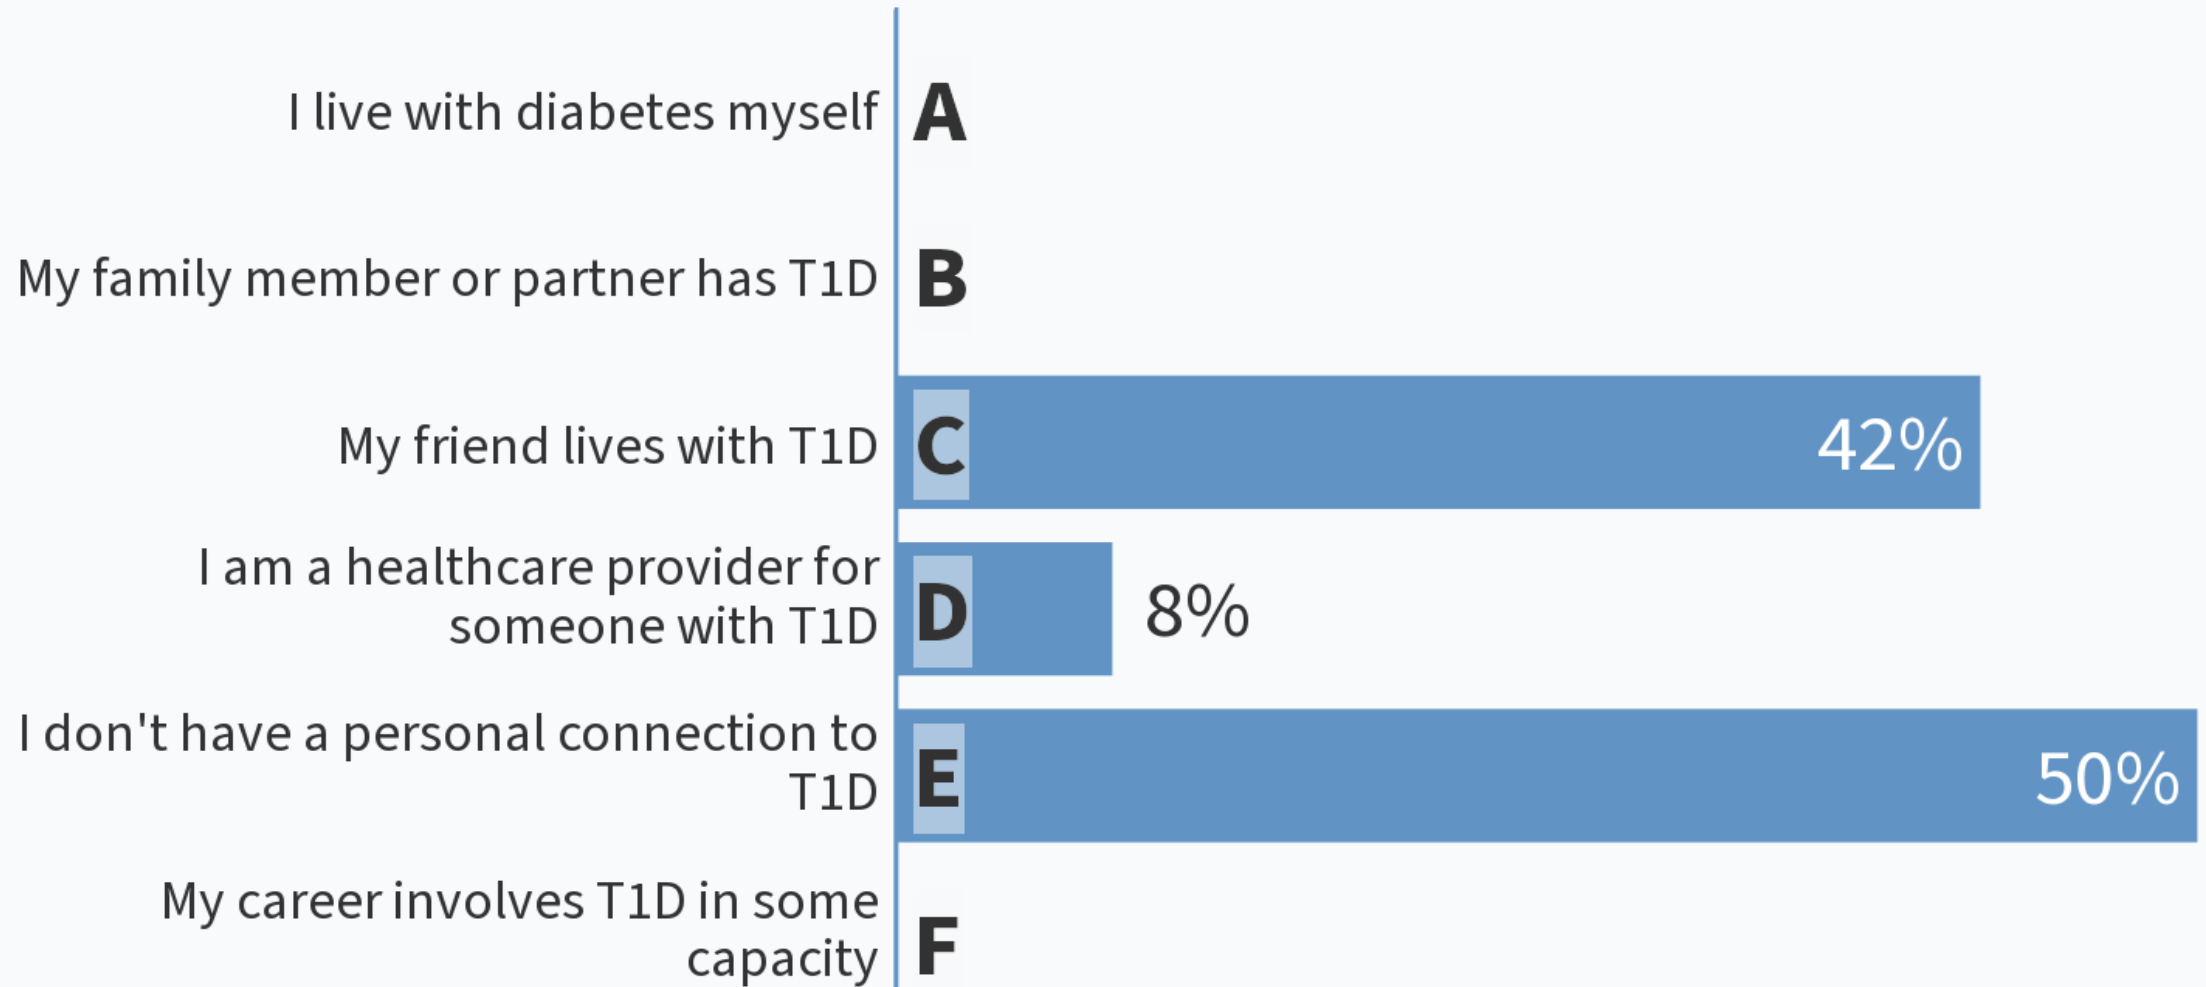 I live with diabetes myself A
My family member or partner has T1D B
My friend lives with T1D C 42%
I am a healthcare provider for
someone with T1D D 8%
I don't have a personal connection to
T1D E 50%
My career involves T1D in some
capacity F